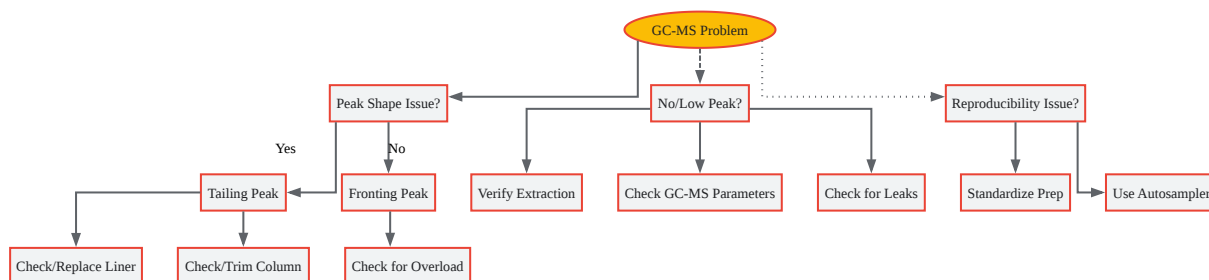 GC-MS Problem
Peak Shape Issue?
No/Low Peak?
Reproducibility Issue?
Yes
No
Tailing Peak
Fronting Peak
Verify Extraction
Check GC-MS Parameters
Check for Leaks
Standardize Prep
Use Autosampler
Check/Replace Liner
Check/Trim Column
Check for Overload